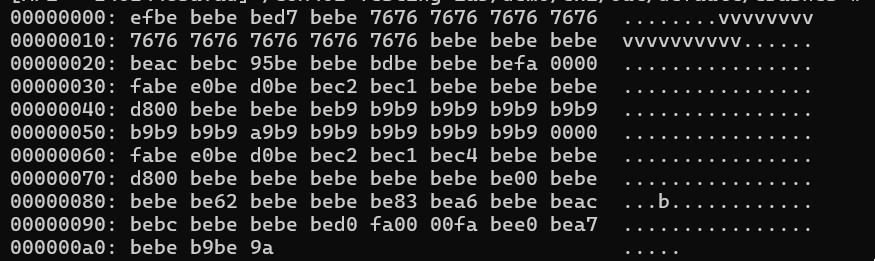 00000000: efbe bebe bed7 bebe 7676 7676 7676 7676  ........vvvvvvvv
00000010: 7676 7676 7676 7676 7676 bebe bebe bebe  vvvvvvvvvv......
00000020: beac bebc 95be bebe bdbe bebe befa 0000  ................
00000030: fabe e0be d0be bec2 bec1 bebe bebe bebe  ................
00000040: d800 bebe bebe beb9 b9b9 b9b9 b9b9 b9b9  ................
00000050: b9b9 b9b9 a9b9 b9b9 b9b9 b9b9 b9b9 0000  ................
00000060: fabe e0be d0be bec2 bec1 bec4 bebe bebe  ................
00000070: d800 bebe bebe bebe bebe bebe be00 bebe  ................
00000080: bebe be62 bebe bebe be83 bea6 bebe beac  ...b............
00000090: bebc bebe bebe bed0 fa00 00fa bee0 bea7  ................
000000a0: bebe b9be 9a                             .....